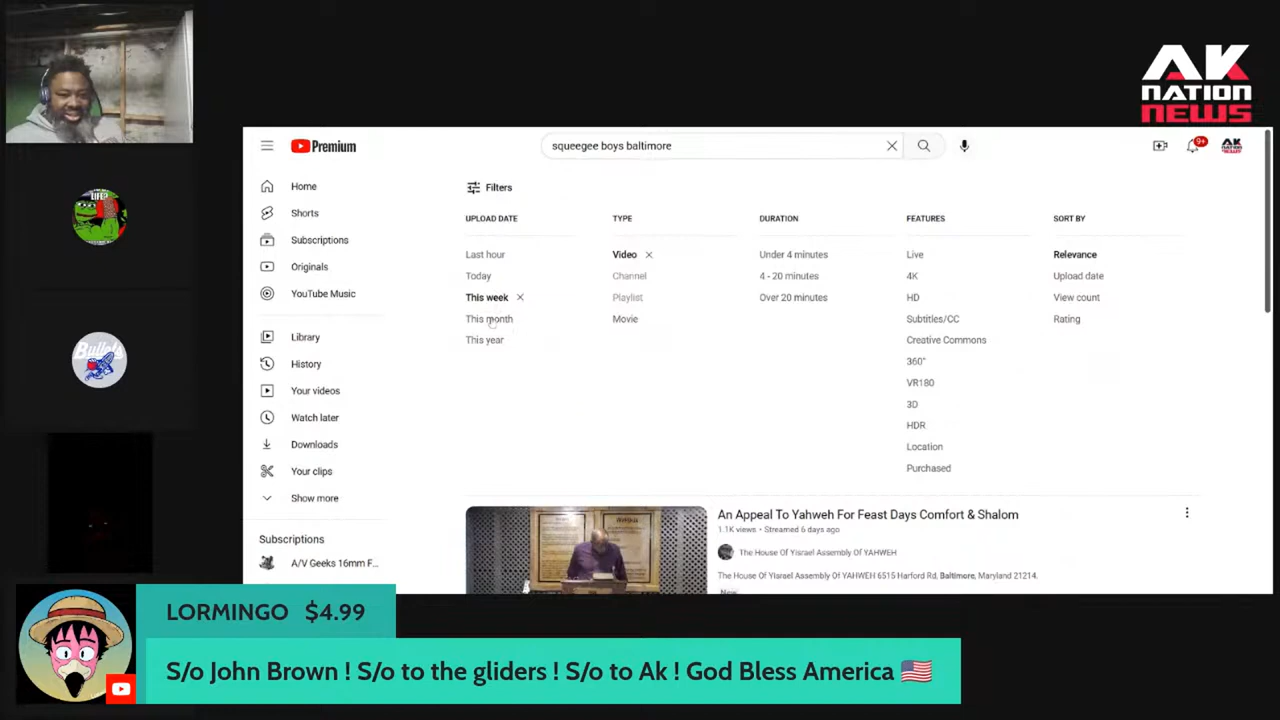 AK
NATION
NEWS
LIFE?
Bullets
Premium
squeegee boys baltimore
9+
AK
Home
Shorts
Subscriptions
Originals
YouTube Music
Library
History
Your videos
Watch later
Downloads
Your clips
Show more
Subscriptions
A/V Geeks 16mm F...
Filters
UPLOAD DATE
Last hour
Today
This week
This month
This year
TYPE
Video
Channel
Playlist
Movie
DURATION
Under 4 minutes
4 - 20 minutes
Over 20 minutes
FEATURES
Live
4K
HD
Subtitles/CC
Creative Commons
360°
VR180
3D
HDR
Location
Purchased
SORT BY
Relevance
Upload date
View count
Rating
An Appeal To Yahweh For Feast Days Comfort & Shalom
1.1K views • Streamed 6 days ago
The House Of Yisrael Assembly Of YAHWEH
The House Of Yisrael Assembly Of YAHWEH 6515 Harford Rd, Baltimore, Maryland 21214.
New
LORMINGO $4.99
S/o John Brown ! S/o to the gliders ! S/o to Ak ! God Bless America 🇺🇸